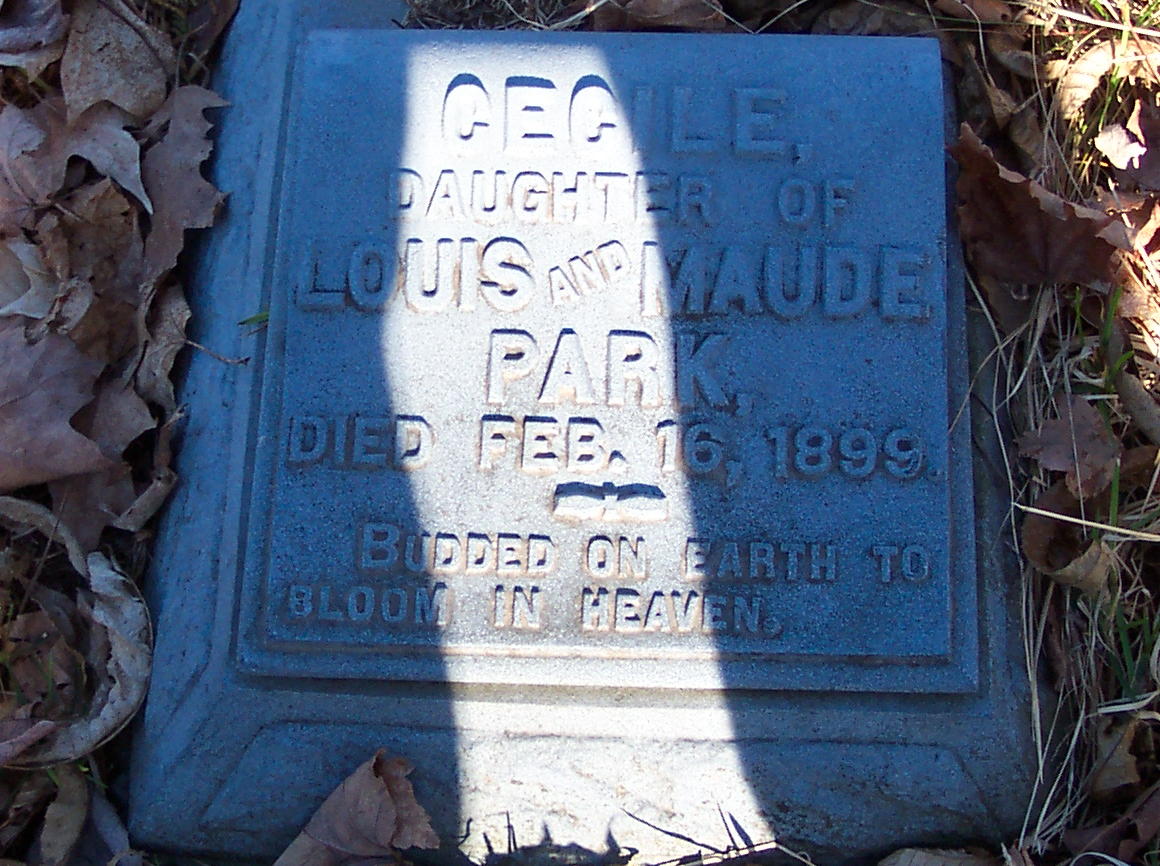 CECILE,
DAUGHTER OF
LOUIS AND MAUDE
PARK,
DIED FEB. 16, 1899.
BUDDED ON EARTH TO
BLOOM IN HEAVEN.